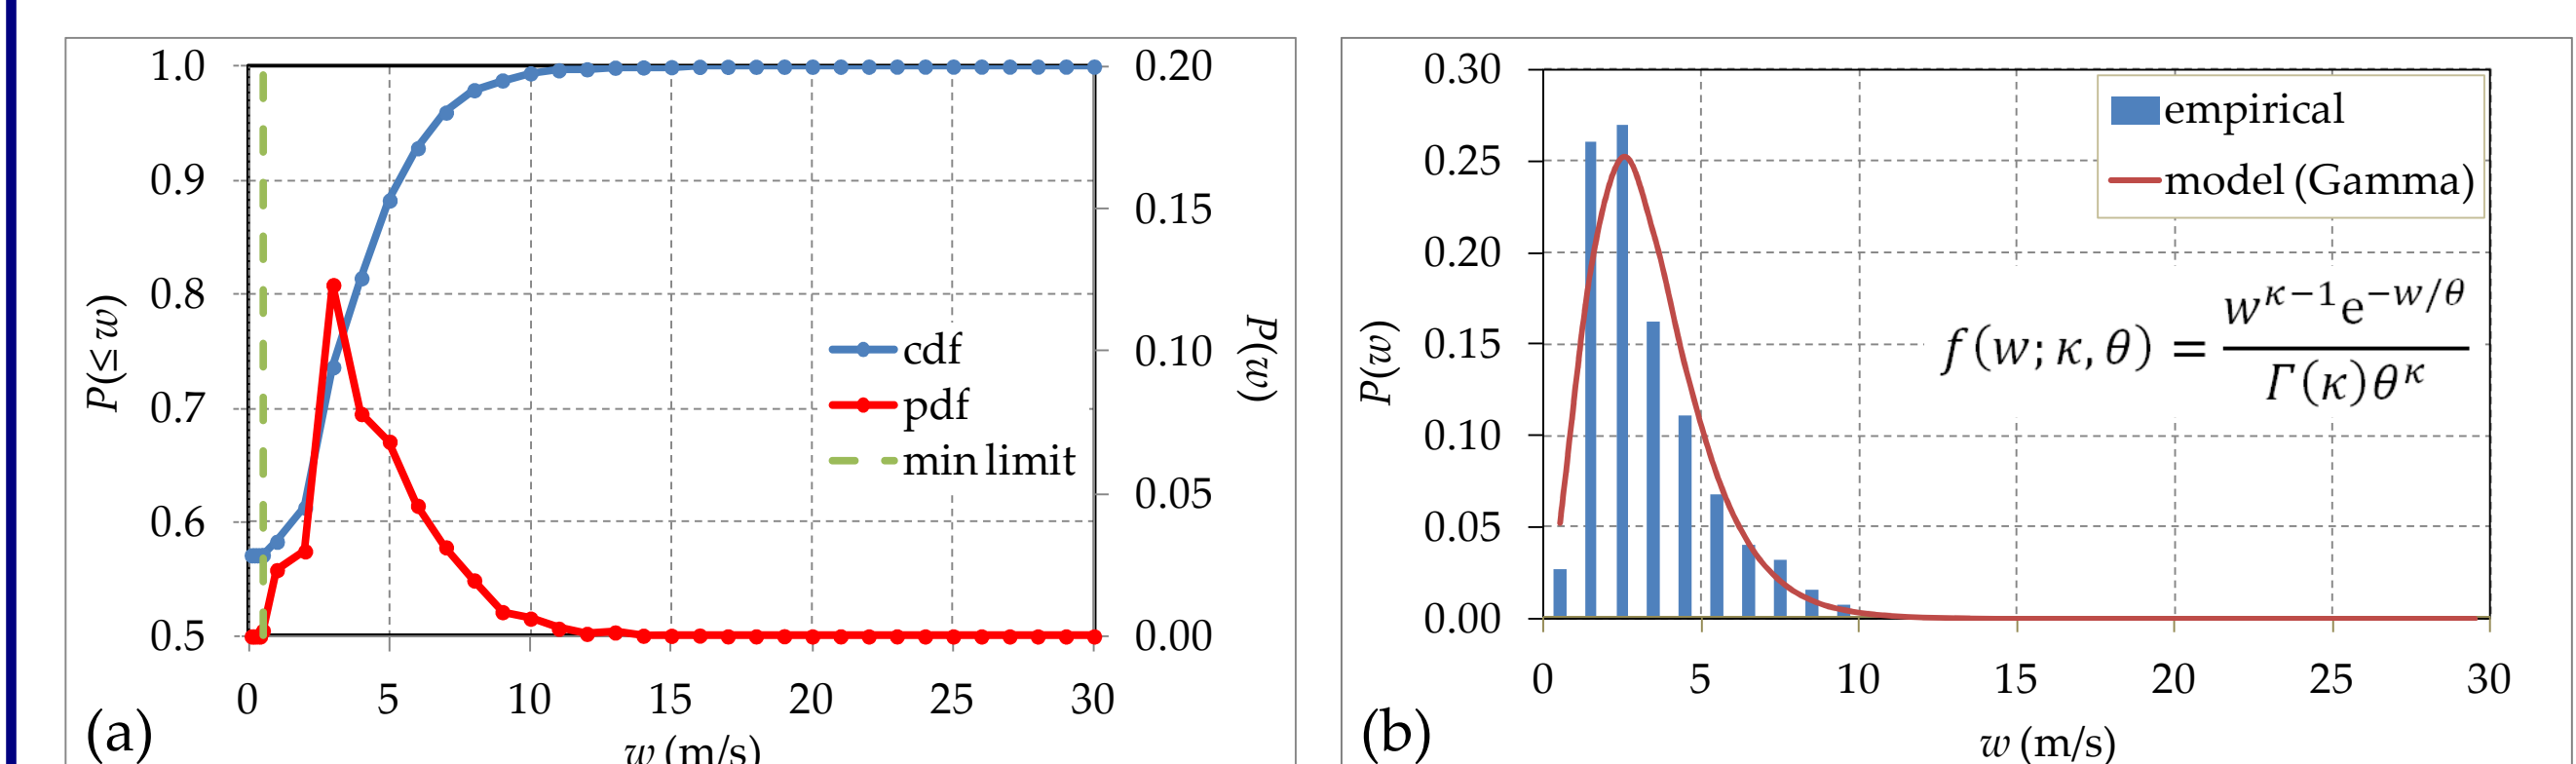 1.0
0.9
0.8
0.7
0.6
0.5
P(≤ w)
0.20
0.15
0.10
0.05
0.00
P(w)
cdf
pdf
min limit
0 5 10 15 20 25 30
w (m/s)
(a)
0.30
0.25
0.20
0.15
0.10
0.05
0.00
P(w)
empirical
model (Gamma)
f(w; κ, θ) = w^{κ−1}e^{−w/θ} / Γ(κ)θ^κ
0 5 10 15 20 25 30
w (m/s)
(b)